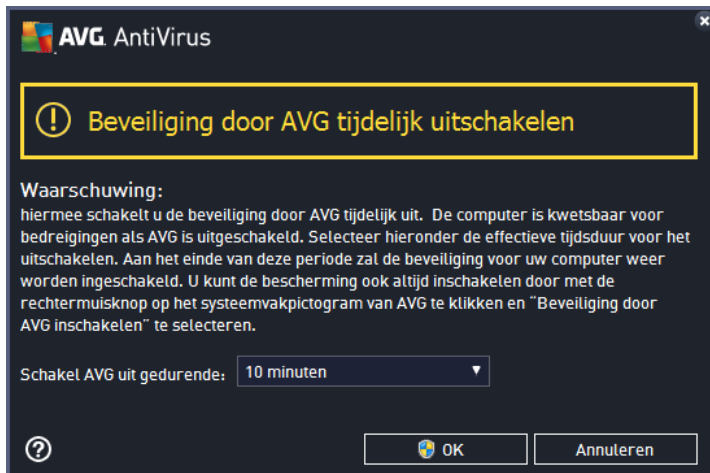 AVG AntiVirus
Beveiliging door AVG tijdelijk uitschakelen
Waarschuwing:
hiermee schakelt u de beveiliging door AVG tijdelijk uit. De computer is kwetsbaar voor
bedreigingen als AVG is uitgeschakeld. Selecteer hieronder de effectieve tijdsduur voor het
uitschakelen. Aan het einde van deze periode zal de beveiliging voor uw computer weer
worden ingeschakeld. U kunt de bescherming ook altijd inschakelen door met de
rechtermuisknop op het systeemvakpictogram van AVG te klikken en "Beveiliging door
AVG inschakelen" te selecteren.
Schakel AVG uit gedurende: 10 minuten
OK Annuleren